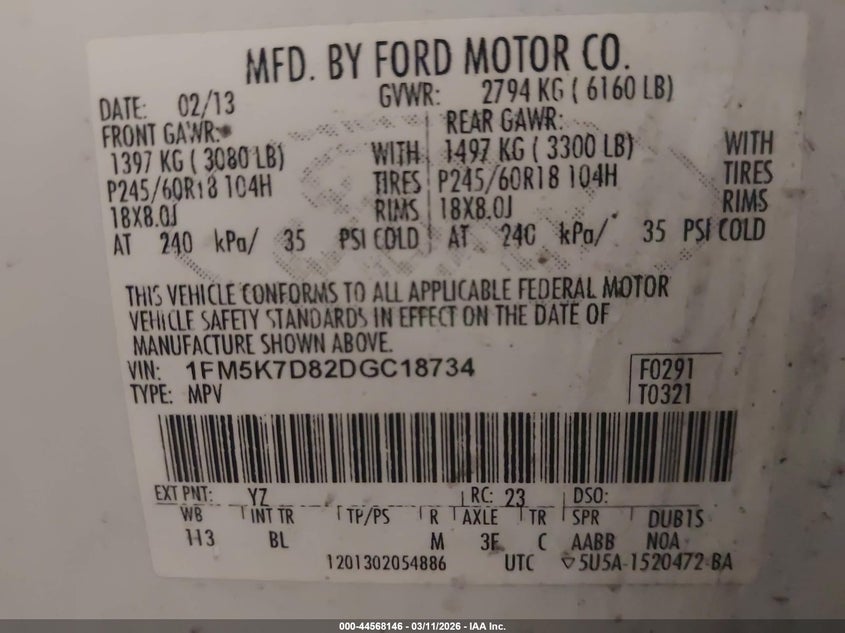 MFD. BY FORD MOTOR CO.
DATE: 02/13 GVWR: 2794 KG ( 6160 LB)
FRONT GAWR: REAR GAWR:
1397 KG ( 3080 LB) WITH 1497 KG ( 3300 LB) WITH
P245/60R18 104H TIRES P245/60R18 104H TIRES
18X8.0J RIMS 18X8.0J RIMS
AT 240 kPa/ 35 PSI COLD AT 240 kPa/ 35 PSI COLD
THIS VEHICLE CONFORMS TO ALL APPLICABLE FEDERAL MOTOR
VEHICLE SAFETY STANDARDS IN EFFECT ON THE DATE OF
MANUFACTURE SHOWN ABOVE.
VIN: 1FM5K7D82DGC18734 F0291
TYPE: MPV T0321
EXT PNT: YZ RC: 23 DSO:
WB INT TR TP/PS R AXLE TR SPR DUB1S
113 BL M 3F C AABB N0A
1201302054886 UTC ▽5U5A-1520472-BA
000-44568146 - 03/11/2026 - IAA Inc.